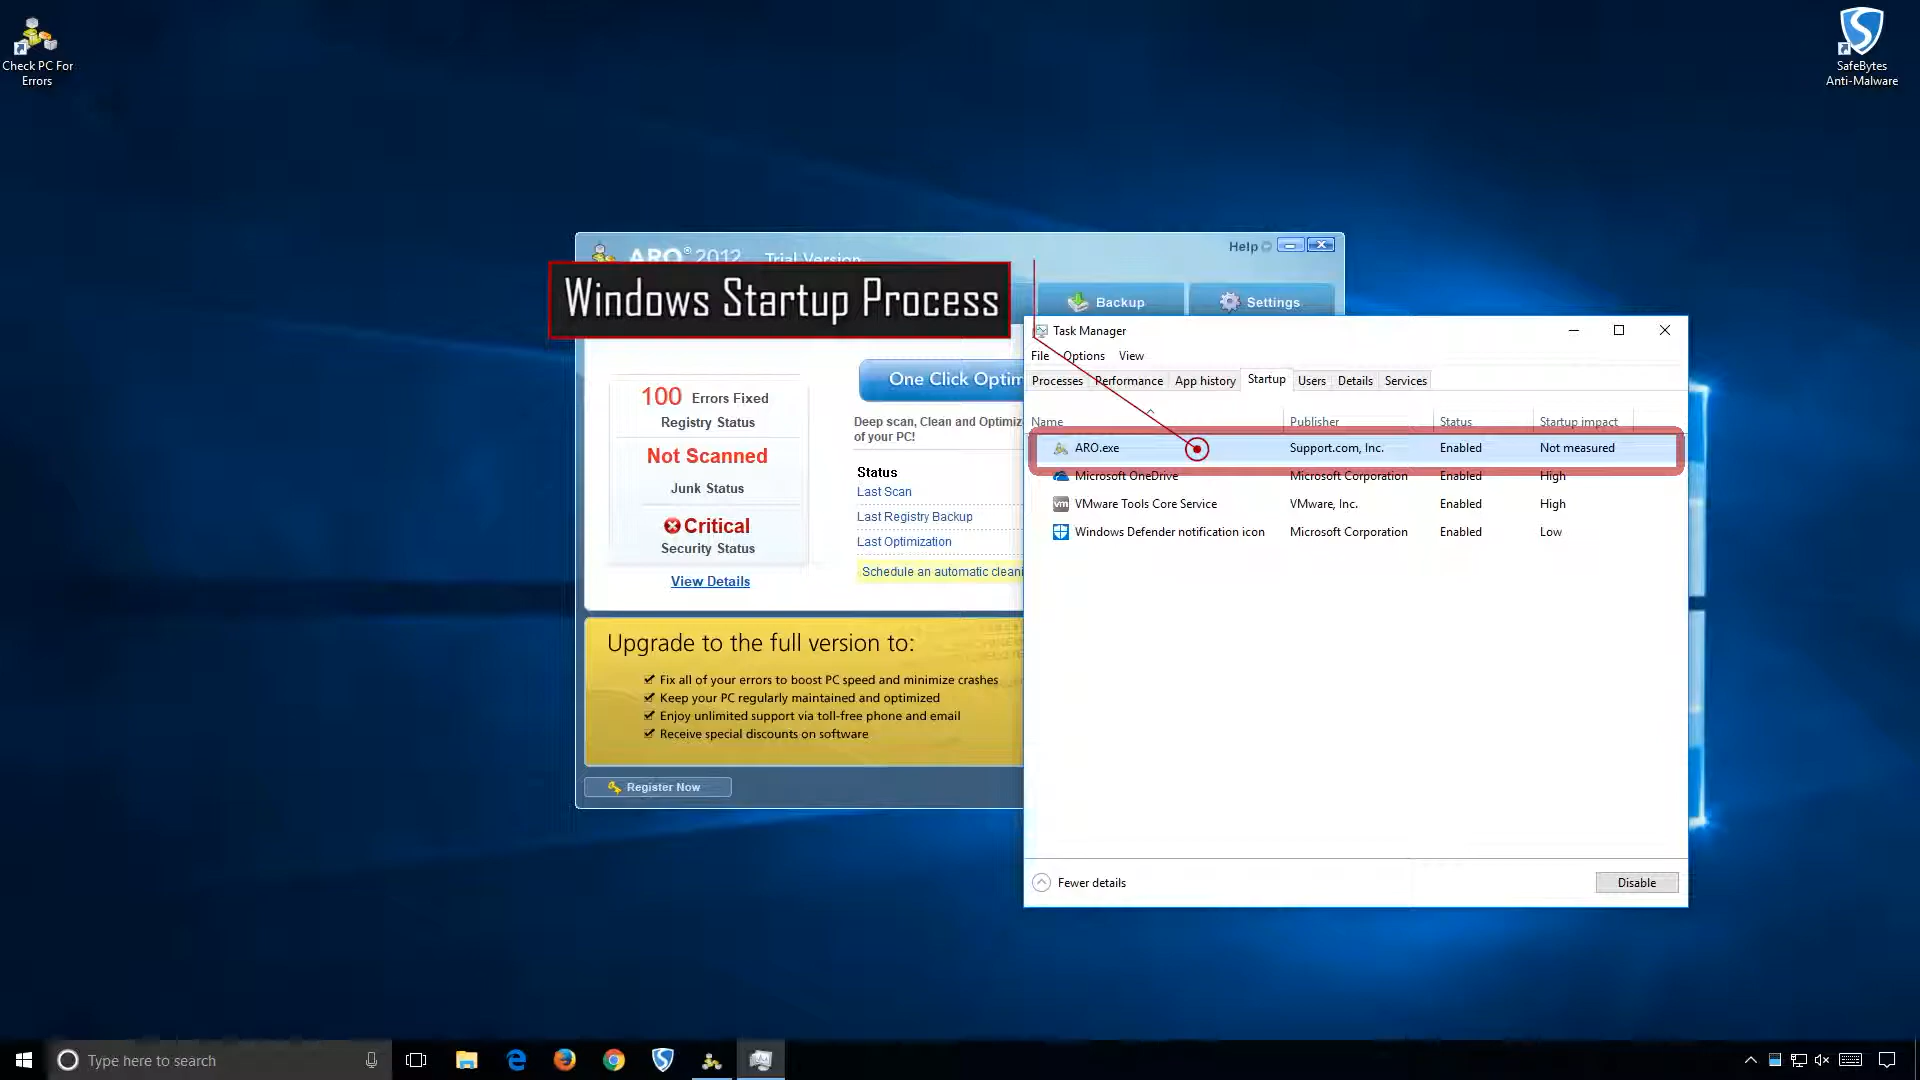 Check PC For
Errors
SafeBytes
Anti-Malware
ARO® 2012 Trial Version
Help
Windows Startup Process
Backup
Settings
100 Errors Fixed
Registry Status
Not Scanned
Junk Status
Critical
Security Status
View Details
One Click
Deep scan, Clean and
of your PC!
Status
Last Scan
Last Registry Backup
Last Optimization
Schedule an automatic
Upgrade to the full version to:
Fix all of your errors to boost PC speed and minimize crashes
Keep your PC regularly maintained and optimized
Enjoy unlimited support via toll-free phone and email
Receive special discounts on software
Register Now
Task Manager
File Options View
Processes Performance App history Startup Users Details Services
Name Publisher Status Startup impact
ARO.exe Support.com, Inc. Enabled Not measured
Microsoft OneDrive Microsoft Corporation Enabled High
vm VMware Tools Core Service VMware, Inc. Enabled High
Windows Defender notification icon Microsoft Corporation Enabled Low
Fewer details
Disable
Type here to search